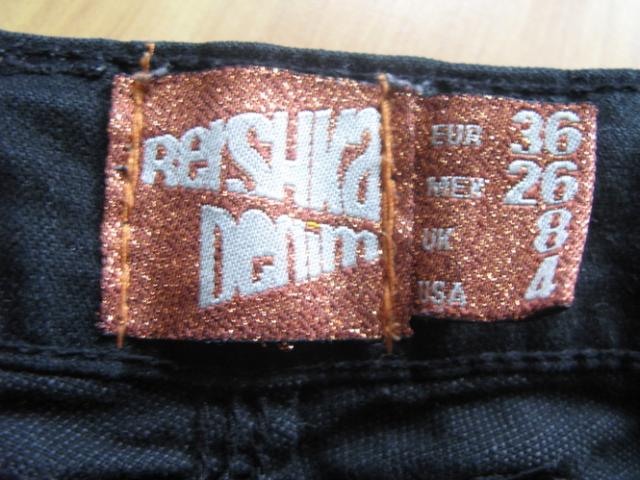 Bershka
Denim
EUR 36
MEX 26
UK 8
USA 4